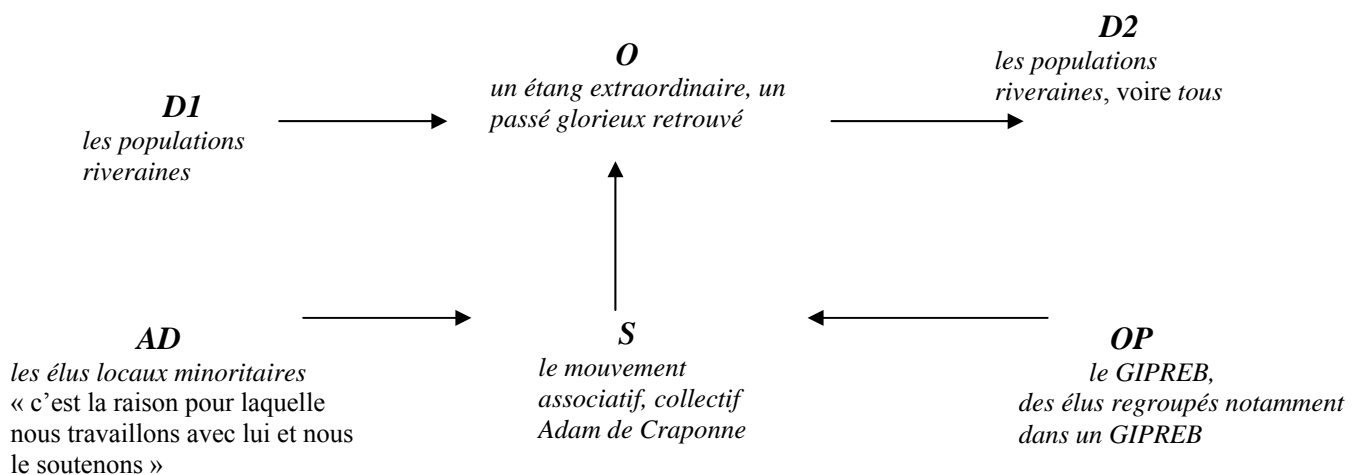 D1
les populations
riveraines
O
un étang extraordinaire, un
passé glorieux retrouvé
D2
les populations
riveraines, voire tous
AD
les élus locaux minoritaires
« c’est la raison pour laquelle
nous travaillons avec lui et nous
le soutenons »
S
le mouvement
associatif, collectif
Adam de Craponne
OP
le GIPREB,
des élus regroupés notamment
dans un GIPREB